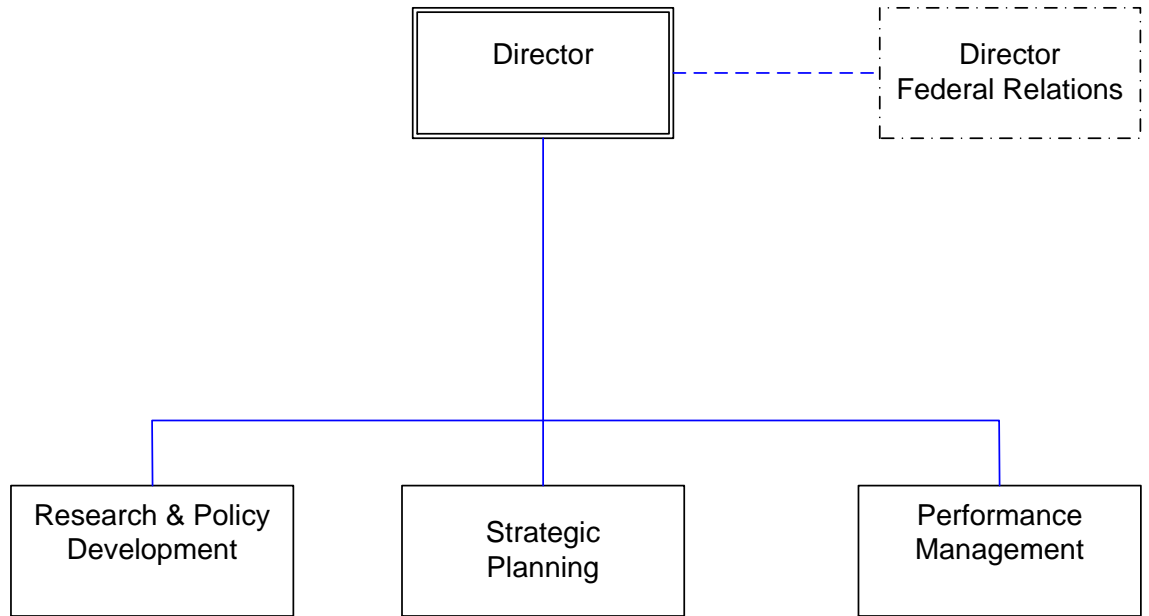 Director
Director
Federal Relations
Research & Policy
Development
Strategic
Planning
Performance
Management